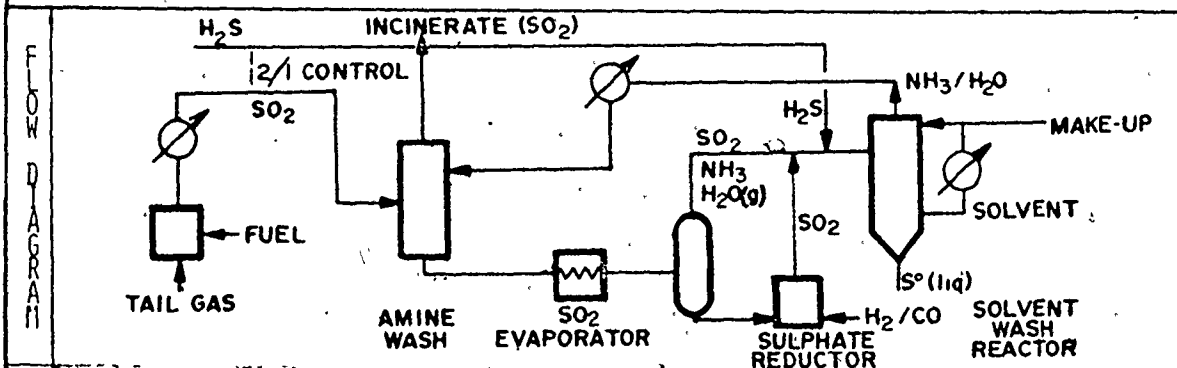 FLOW DIAGRAM
H₂S
INCINERATE (SO₂)
2/1 CONTROL
SO₂
NH₃/H₂O
H₂S
MAKE-UP
SO₂
NH₃
H₂O(g)
SOLVENT
SO₂
FUEL
S°(liq)
TAIL GAS
AMINE
WASH
SO₂
EVAPORATOR
H₂/CO
SULPHATE
REDUCTOR
SOLVENT
WASH
REACTOR